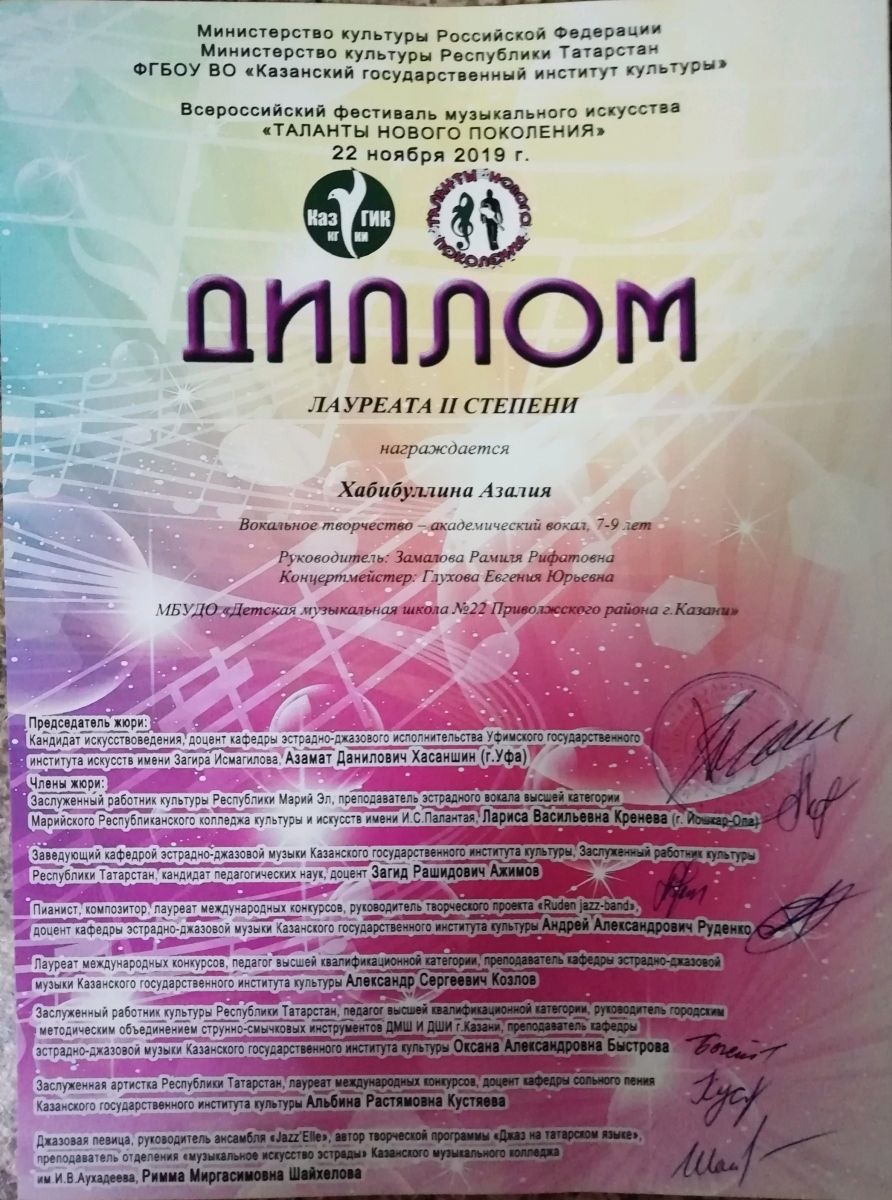 Министерство культуры Российской Федерации
Министерство культуры Республики Татарстан
ФГБОУ ВО «Казанский государственный институт культуры»
Всероссийский фестиваль музыкального искусства
«ТАЛАНТЫ НОВОГО ПОКОЛЕНИЯ»
22 ноября 2019 г.
Каз ГИК
КГ КИ
ТАЛАНТЫ НОВОГО ПОКОЛЕНИЯ
ДИПЛОМ
ЛАУРЕАТА II СТЕПЕНИ
награждается
Хабибуллина Азалия
Вокальное творчество – академический вокал, 7-9 лет
Руководитель: Замалова Рамиля Рифатовна
Концертмейстер: Глухова Евгения Юрьевна
МБУДО «Детская музыкальная школа №22 Приволжского района г.Казани»
Председатель жюри:
Кандидат искусствоведения, доцент кафедры эстрадно-джазового исполнительства Уфимского государственного
института искусств имени Загира Исмагилова, Азамат Данилович Хасаншин (г.Уфа)
Члены жюри:
Заслуженный работник культуры Республики Марий Эл, преподаватель эстрадного вокала высшей категории
Марийского Республиканского колледжа культуры и искусств имени И.С.Палантая, Лариса Васильевна Кренева (г. Йошкар-Ола)
Заведующий кафедрой эстрадно-джазовой музыки Казанского государственного института культуры, Заслуженный работник культуры
Республики Татарстан, кандидат педагогических наук, доцент Загид Рашидович Ажимов
Пианист, композитор, лауреат международных конкурсов, руководитель творческого проекта «Ruden jazz-band»,
доцент кафедры эстрадно-джазовой музыки Казанского государственного института культуры Андрей Александрович Руденко
Лауреат международных конкурсов, педагог высшей квалификационной категории, преподаватель кафедры эстрадно-джазовой
музыки Казанского государственного института культуры Александр Сергеевич Козлов
Заслуженный работник культуры Республики Татарстан, педагог высшей квалификационной категории, руководитель городским
методическим объединением струнно-смычковых инструментов ДМШ И ДШИ г.Казани, преподаватель кафедры
эстрадно-джазовой музыки Казанского государственного института культуры Оксана Александровна Быстрова
Заслуженная артистка Республики Татарстан, лауреат международных конкурсов, доцент кафедры сольного пения
Казанского государственного института культуры Альбина Растямовна Кустяева
Джазовая певица, руководитель ансамбля «Jazz'Elle», автор творческой программы «Джаз на татарском языке»,
преподаватель отделения «музыкальное искусство эстрады» Казанского музыкального колледжа
им.И.В.Аухадеева, Римма Миргасимовна Шайхелова